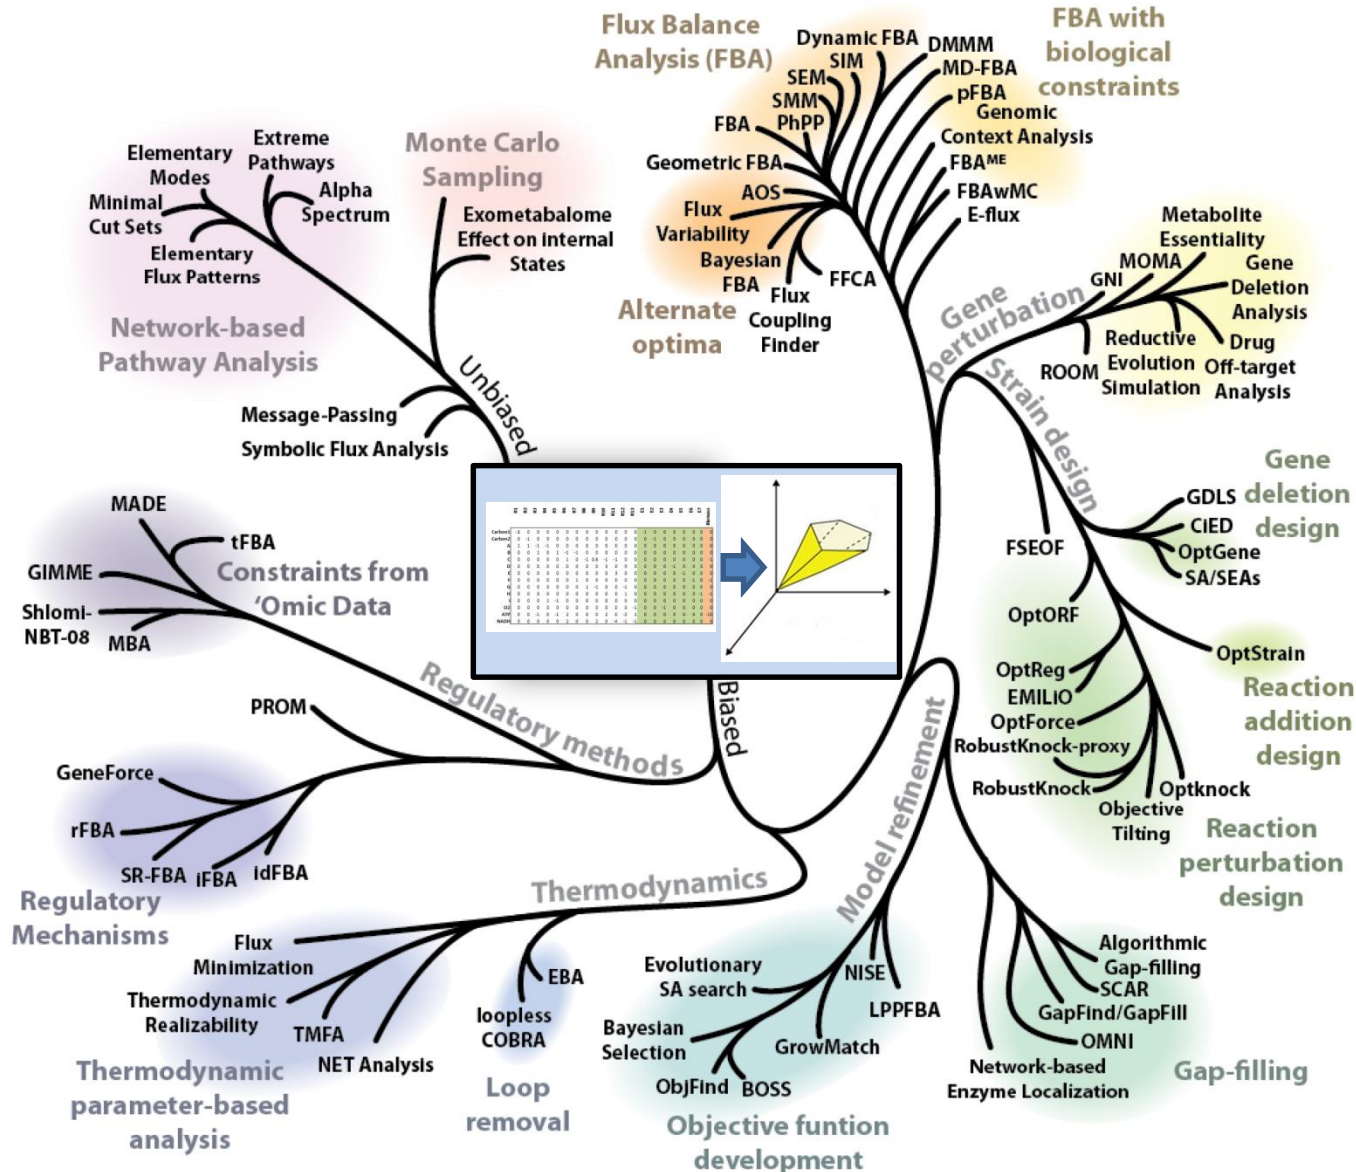 Flux Balance
Analysis (FBA)
FBA with
biological
constraints
Dynamic FBA
DMMM
SIM
MD-FBA
SEM
pFBA
SMM
Genomic
Context Analysis
PhPP
FBA
FBAᴹᴱ
Geometric FBA
FBAwMC
AOS
E-flux
Flux
Variability
Bayesian
FBA
FFCA
Flux
Coupling
Finder
Alternate
optima
Monte Carlo
Sampling
Exometabalome
Effect on internal
States
Extreme
Pathways
Elementary
Modes
Alpha
Spectrum
Minimal
Cut Sets
Elementary
Flux Patterns
Network-based
Pathway Analysis
Unbiased
Message-Passing
Symbolic Flux Analysis
Gene
perturbation
Metabolite
Essentiality
MOMA
GNI
Gene
Deletion
Analysis
ROOM
Reductive
Evolution
Simulation
Drug
Off-target
Analysis
Strain design
Gene
deletion
design
GDLS
CiED
OptGene
SA/SEAs
FSEOF
OptORF
OptStrain
Reaction
addition
design
OptReg
EMILiO
OptForce
RobustKnock-proxy
RobustKnock
Optknock
Objective
Tilting
Reaction
perturbation
design
MADE
tFBA
GIMME
Constraints from
‘Omic Data
Shlomi-
NBT-08
MBA
Regulatory methods
Biased
PROM
GeneForce
rFBA
SR-FBA
iFBA
idFBA
Regulatory
Mechanisms
Thermodynamics
Flux
Minimization
Thermodynamic
Realizability
TMFA
NET Analysis
Thermodynamic
parameter-based
analysis
EBA
loopless
COBRA
Loop
removal
Model refinement
Evolutionary
SA search
NISE
LPPFBA
Bayesian
Selection
GrowMatch
ObjFind
BOSS
Objective funtion
development
Algorithmic
Gap-filling
SCAR
GapFind/GapFill
OMNI
Network-based
Enzyme Localization
Gap-filling